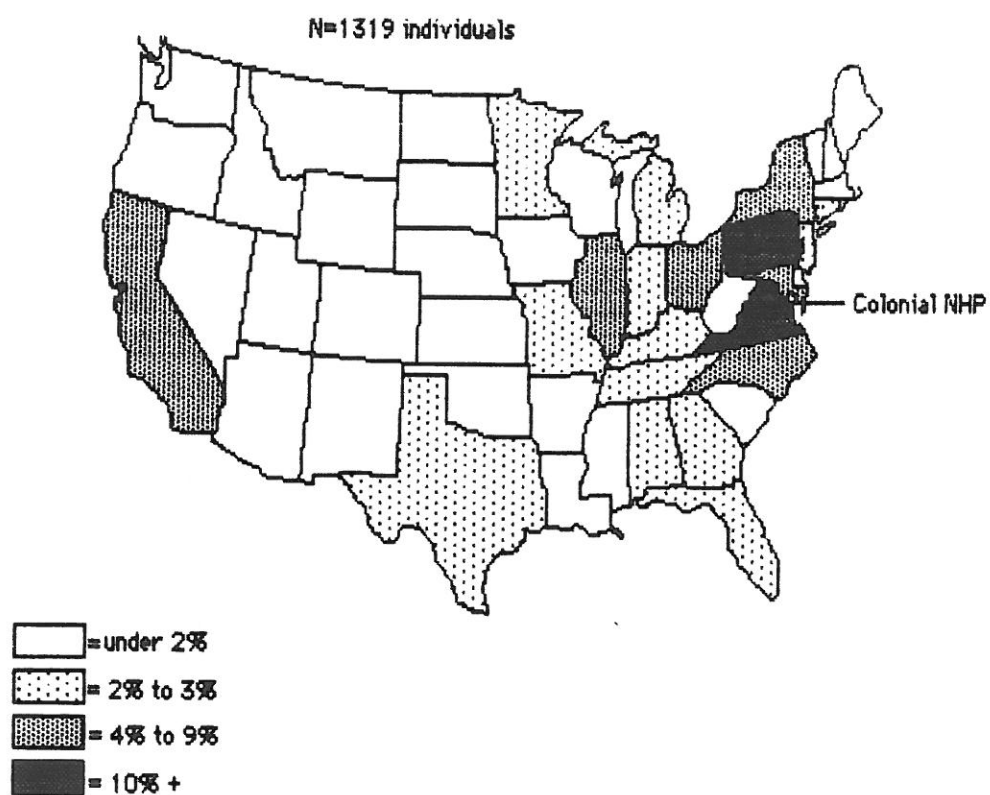 N=1319 individuals
Colonial NHP
=under 2%
= 2% to 3%
= 4% to 9%
= 10% +